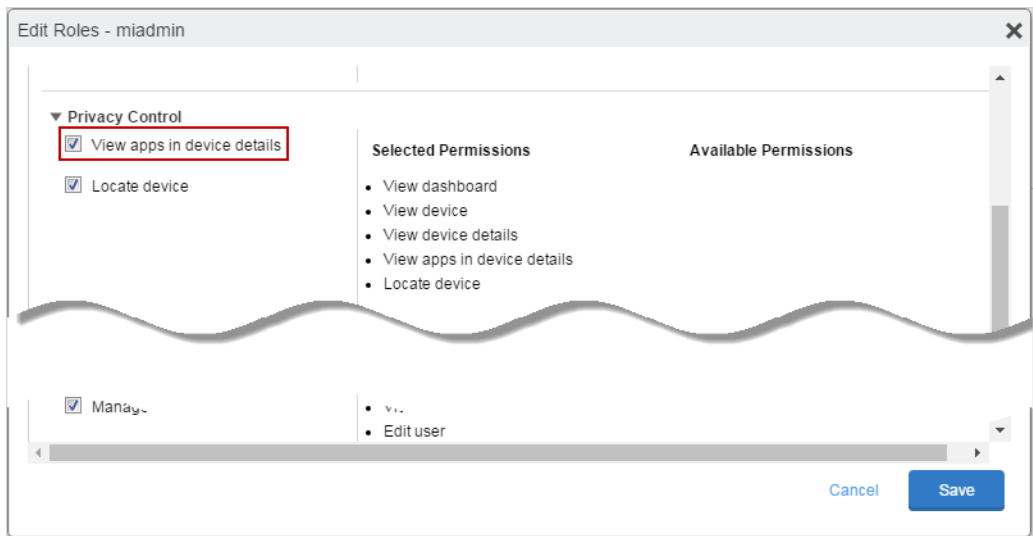 Edit Roles - miadmin
Privacy Control
View apps in device details
Locate device
Selected Permissions
Available Permissions
View dashboard
View device
View device details
View apps in device details
Locate device
Edit user
Cancel
Save